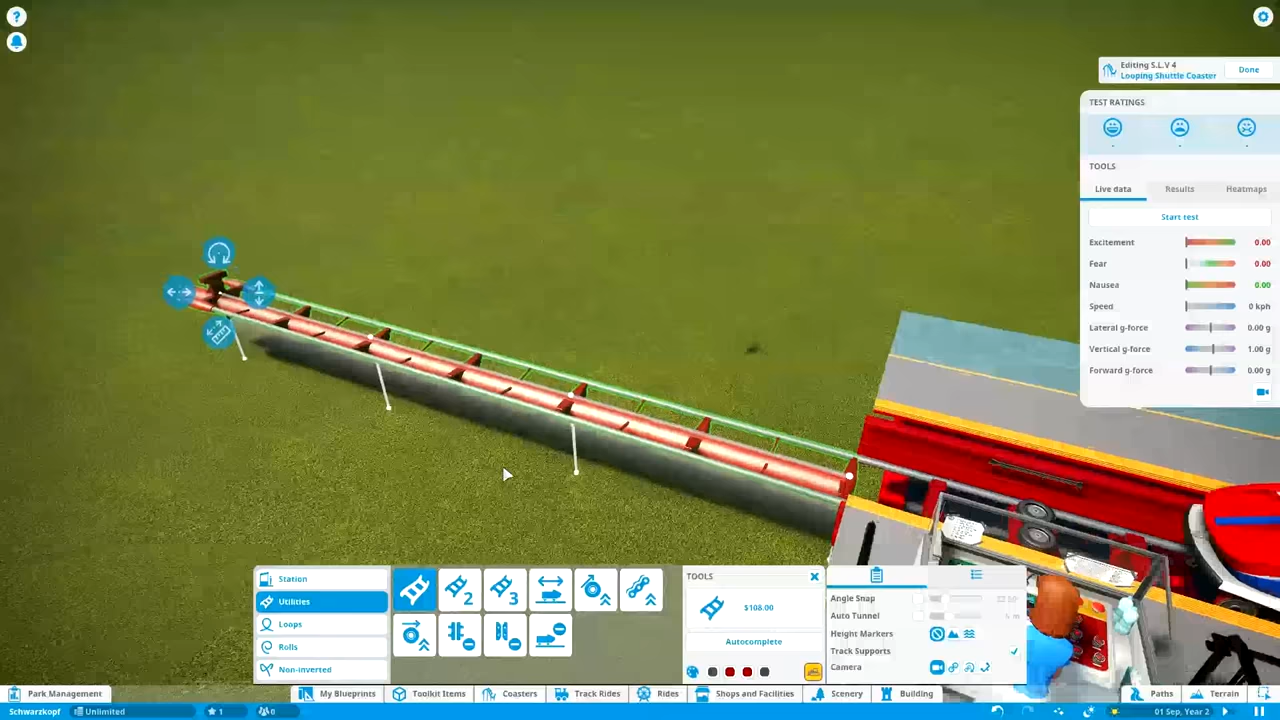 ?
Editing S.L.V 4
Looping Shuttle Coaster
Done
TEST RATINGS
- - -
TOOLS
Live data Results Heatmaps
Start test
Excitement 0.00
Fear 0.00
Nausea 0.00
Speed 0 kph
Lateral g-force 0.00 g
Vertical g-force 1.00 g
Forward g-force 0.00 g
Station
Utilities
Loops
Rolls
Non-inverted
2 3
TOOLS
$108.00
Autocomplete
Angle Snap
Auto Tunnel
Height Markers
Track Supports
Camera
Park Management My Blueprints Toolkit Items Coasters Track Rides Rides Shops and Facilities Scenery Building Paths Terrain
Schwarzkopf Unlimited 1 0 01 Sep, Year 2